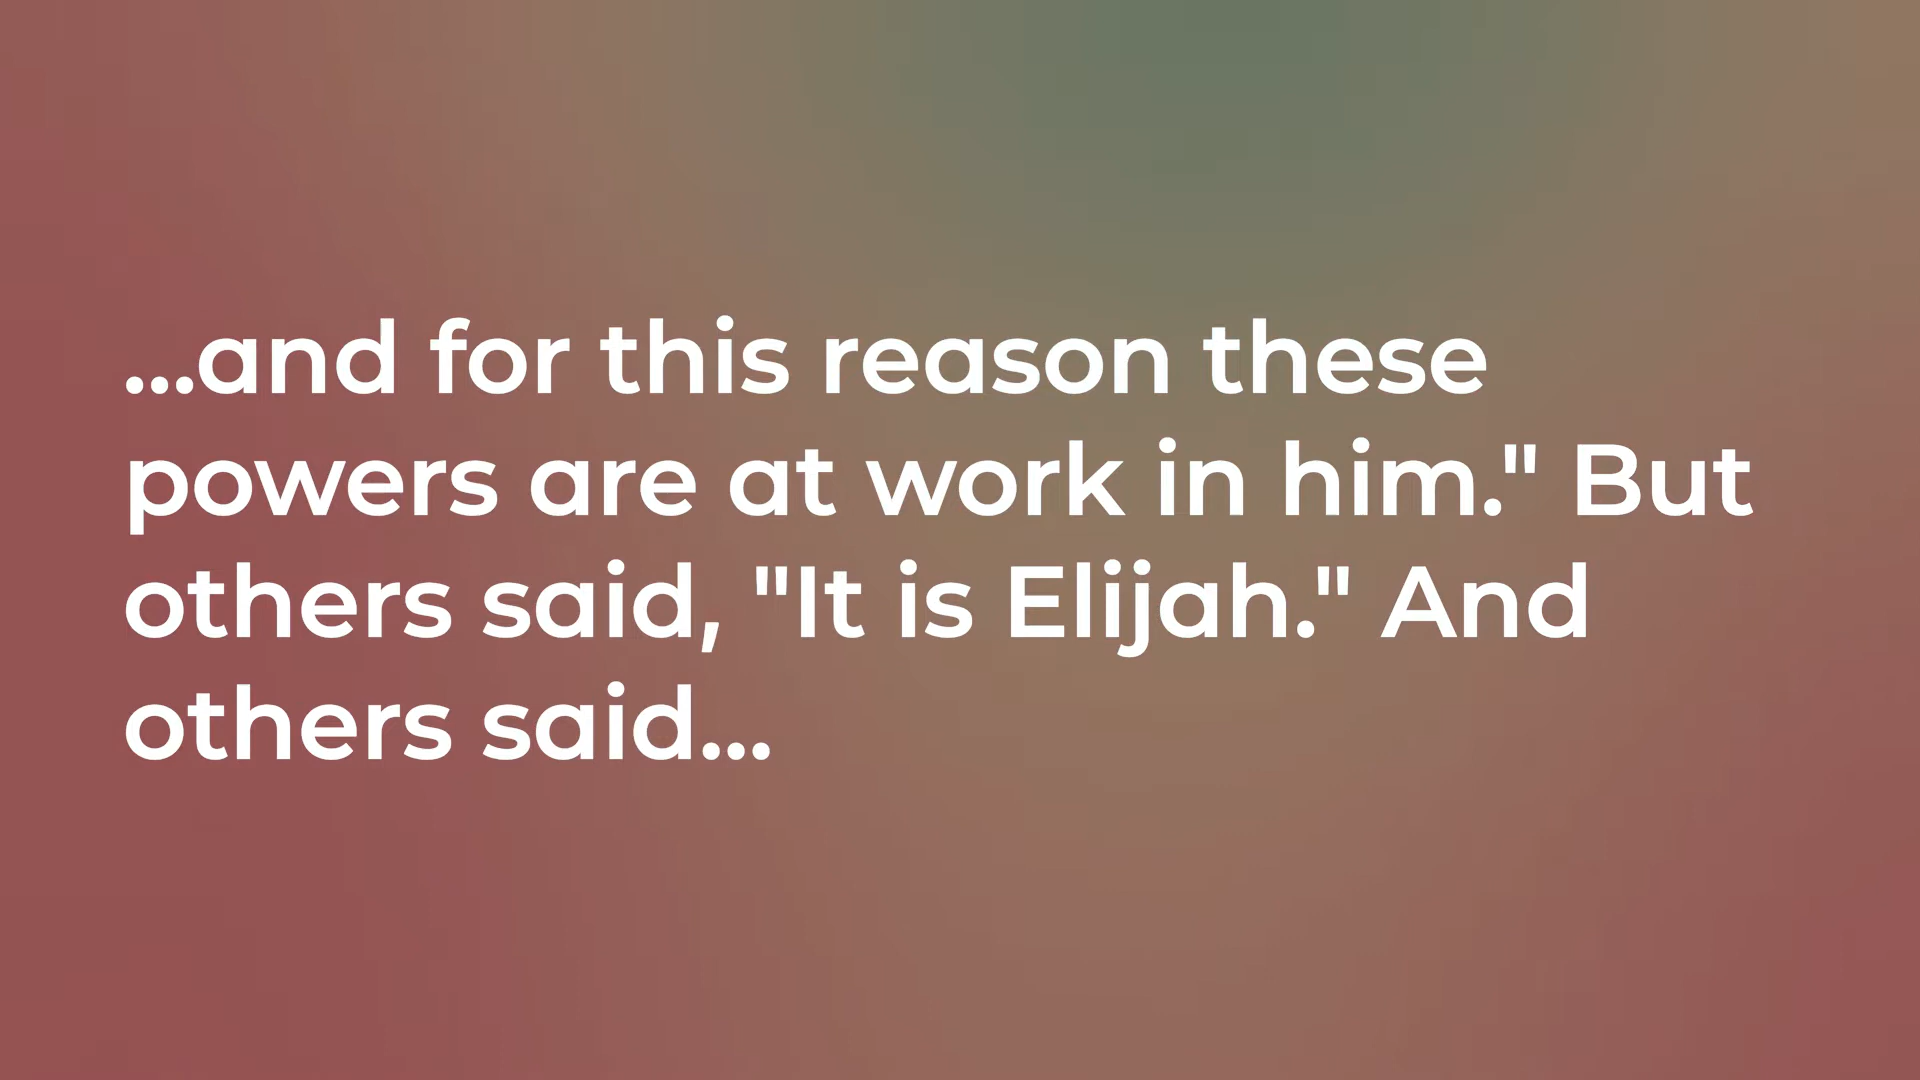 ...and for this reason these
powers are at work in him." But
others said, "It is Elijah." And
others said...